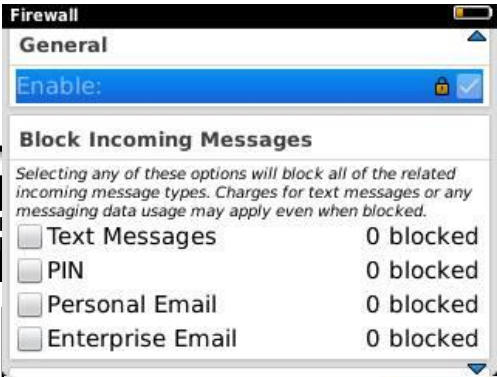 Firewall
General
Enable:
Block Incoming Messages
Selecting any of these options will block all of the related
incoming message types. Charges for text messages or any
messaging data usage may apply even when blocked.
Text Messages 0 blocked
PIN 0 blocked
Personal Email 0 blocked
Enterprise Email 0 blocked